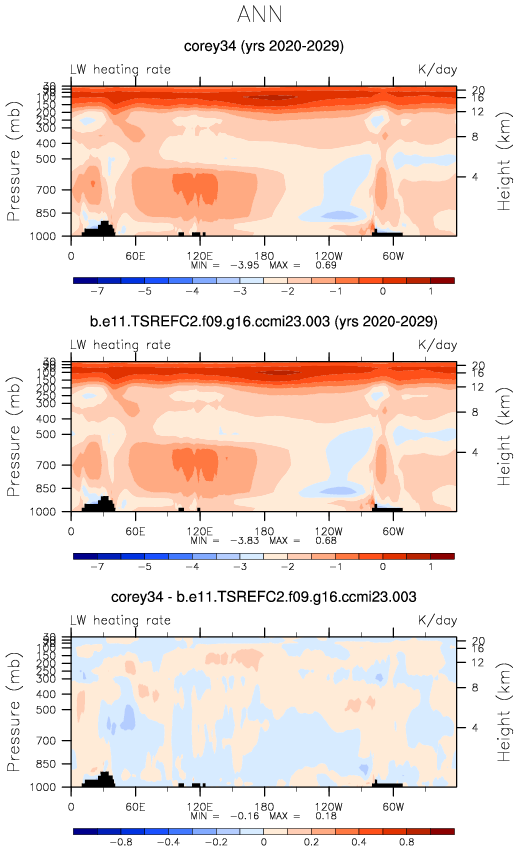 ANN
corey34 (yrs 2020-2029)
LW heating rate K/day
Pressure (mb)
Height (km)
30
100
150
200
250
300
400
500
700
850
1000
20
16
12
8
4
0 60E 120E 180 120W 60W
MIN = -3.95 MAX = 0.69
-7 -5 -4 -3 -2 -1 0 1
b.e11.TSREFC2.f09.g16.ccmi23.003 (yrs 2020-2029)
LW heating rate K/day
Pressure (mb)
Height (km)
30
100
150
200
250
300
400
500
700
850
1000
20
16
12
8
4
0 60E 120E 180 120W 60W
MIN = -3.83 MAX = 0.68
-7 -5 -4 -3 -2 -1 0 1
corey34 - b.e11.TSREFC2.f09.g16.ccmi23.003
LW heating rate K/day
Pressure (mb)
Height (km)
30
100
150
200
250
300
400
500
700
850
1000
20
16
12
8
4
0 60E 120E 180 120W 60W
MIN = -0.16 MAX = 0.18
-0.8 -0.4 -0.2 0 0.2 0.4 0.8